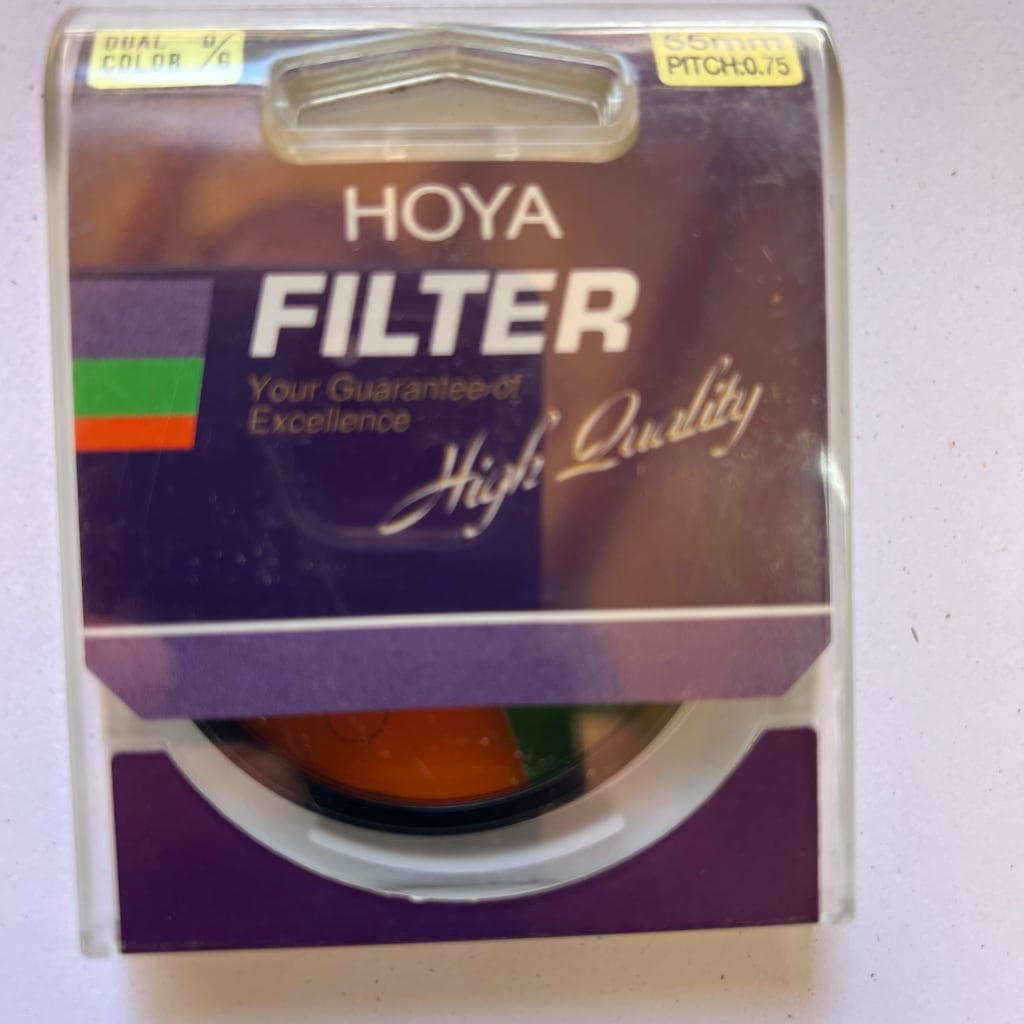 DUAL O/G
COLOR
55mm
PITCH:0.75
HOYA
FILTER
Your Guarantee of
Excellence
High Quality